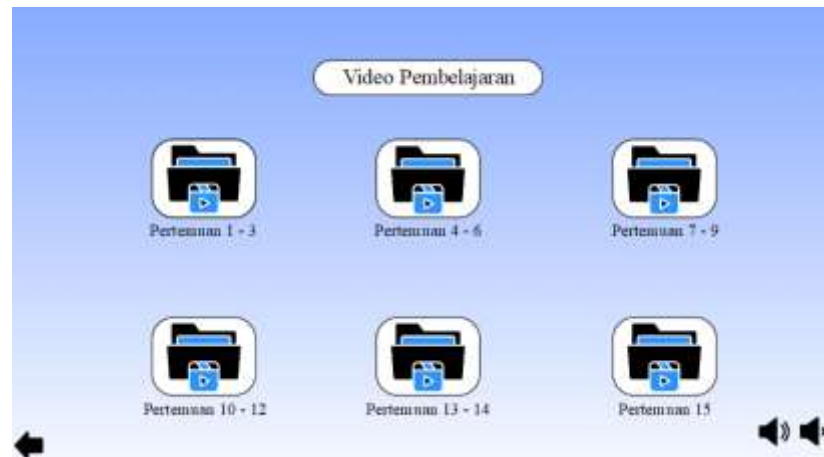 Video Pembelajaran
Pertemuan 1 - 3
Pertemuan 4 - 6
Pertemuan 7 - 9
Pertemuan 10 - 12
Pertemuan 13 - 14
Pertemuan 15